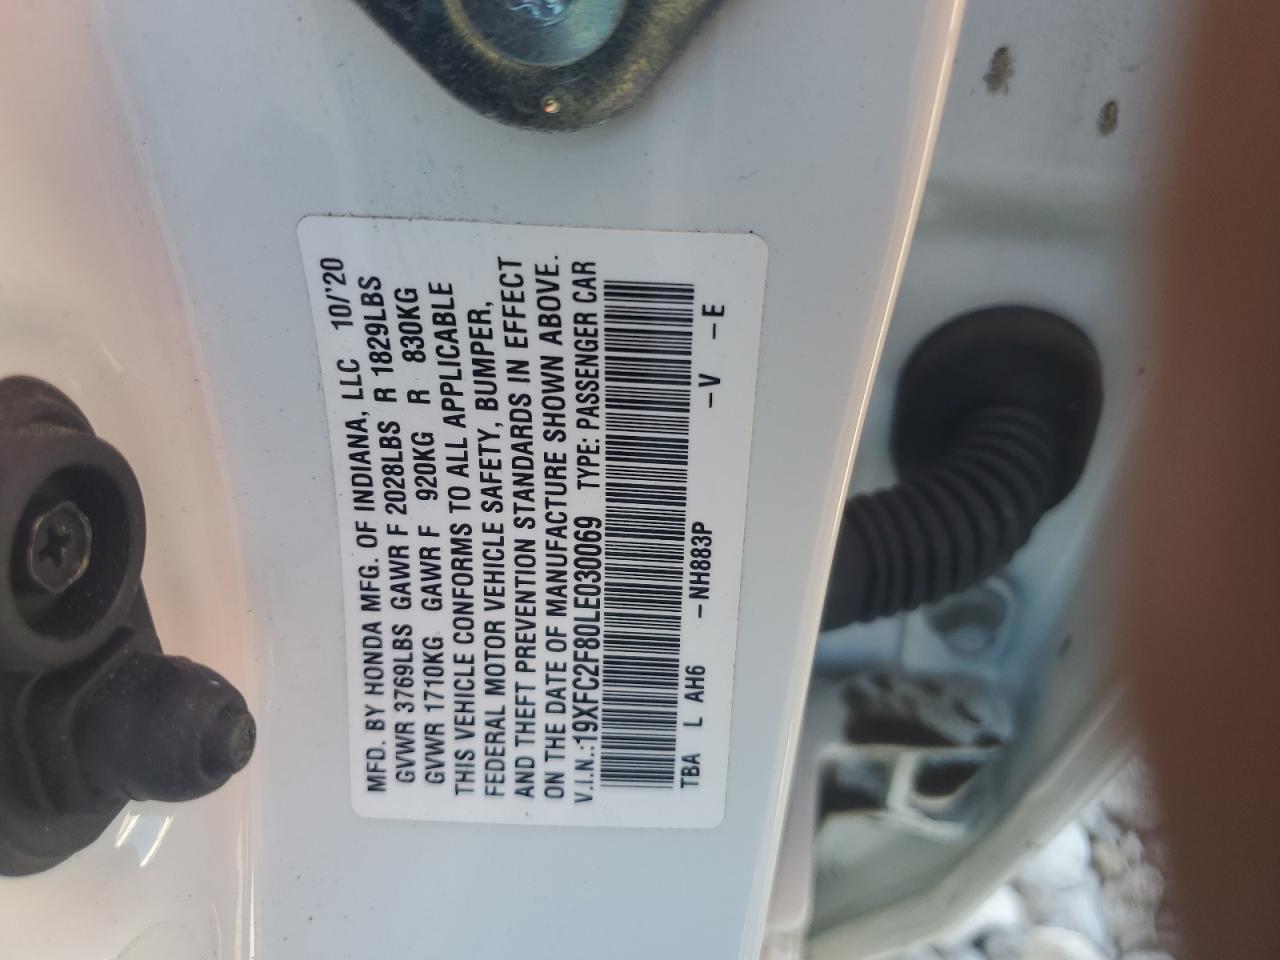 MFD. BY HONDA MFG. OF INDIANA, LLC 10/'20
GVWR 3769LBS GAWR F 2028LBS R 1829LBS
GVWR 1710KG GAWR F 920KG R 830KG
THIS VEHICLE CONFORMS TO ALL APPLICABLE
FEDERAL MOTOR VEHICLE SAFETY, BUMPER,
AND THEFT PREVENTION STANDARDS IN EFFECT
ON THE DATE OF MANUFACTURE SHOWN ABOVE.
V.I.N.:19XFC2F80LE030069 TYPE: PASSENGER CAR
TBA L AH6 -NH883P -V -E